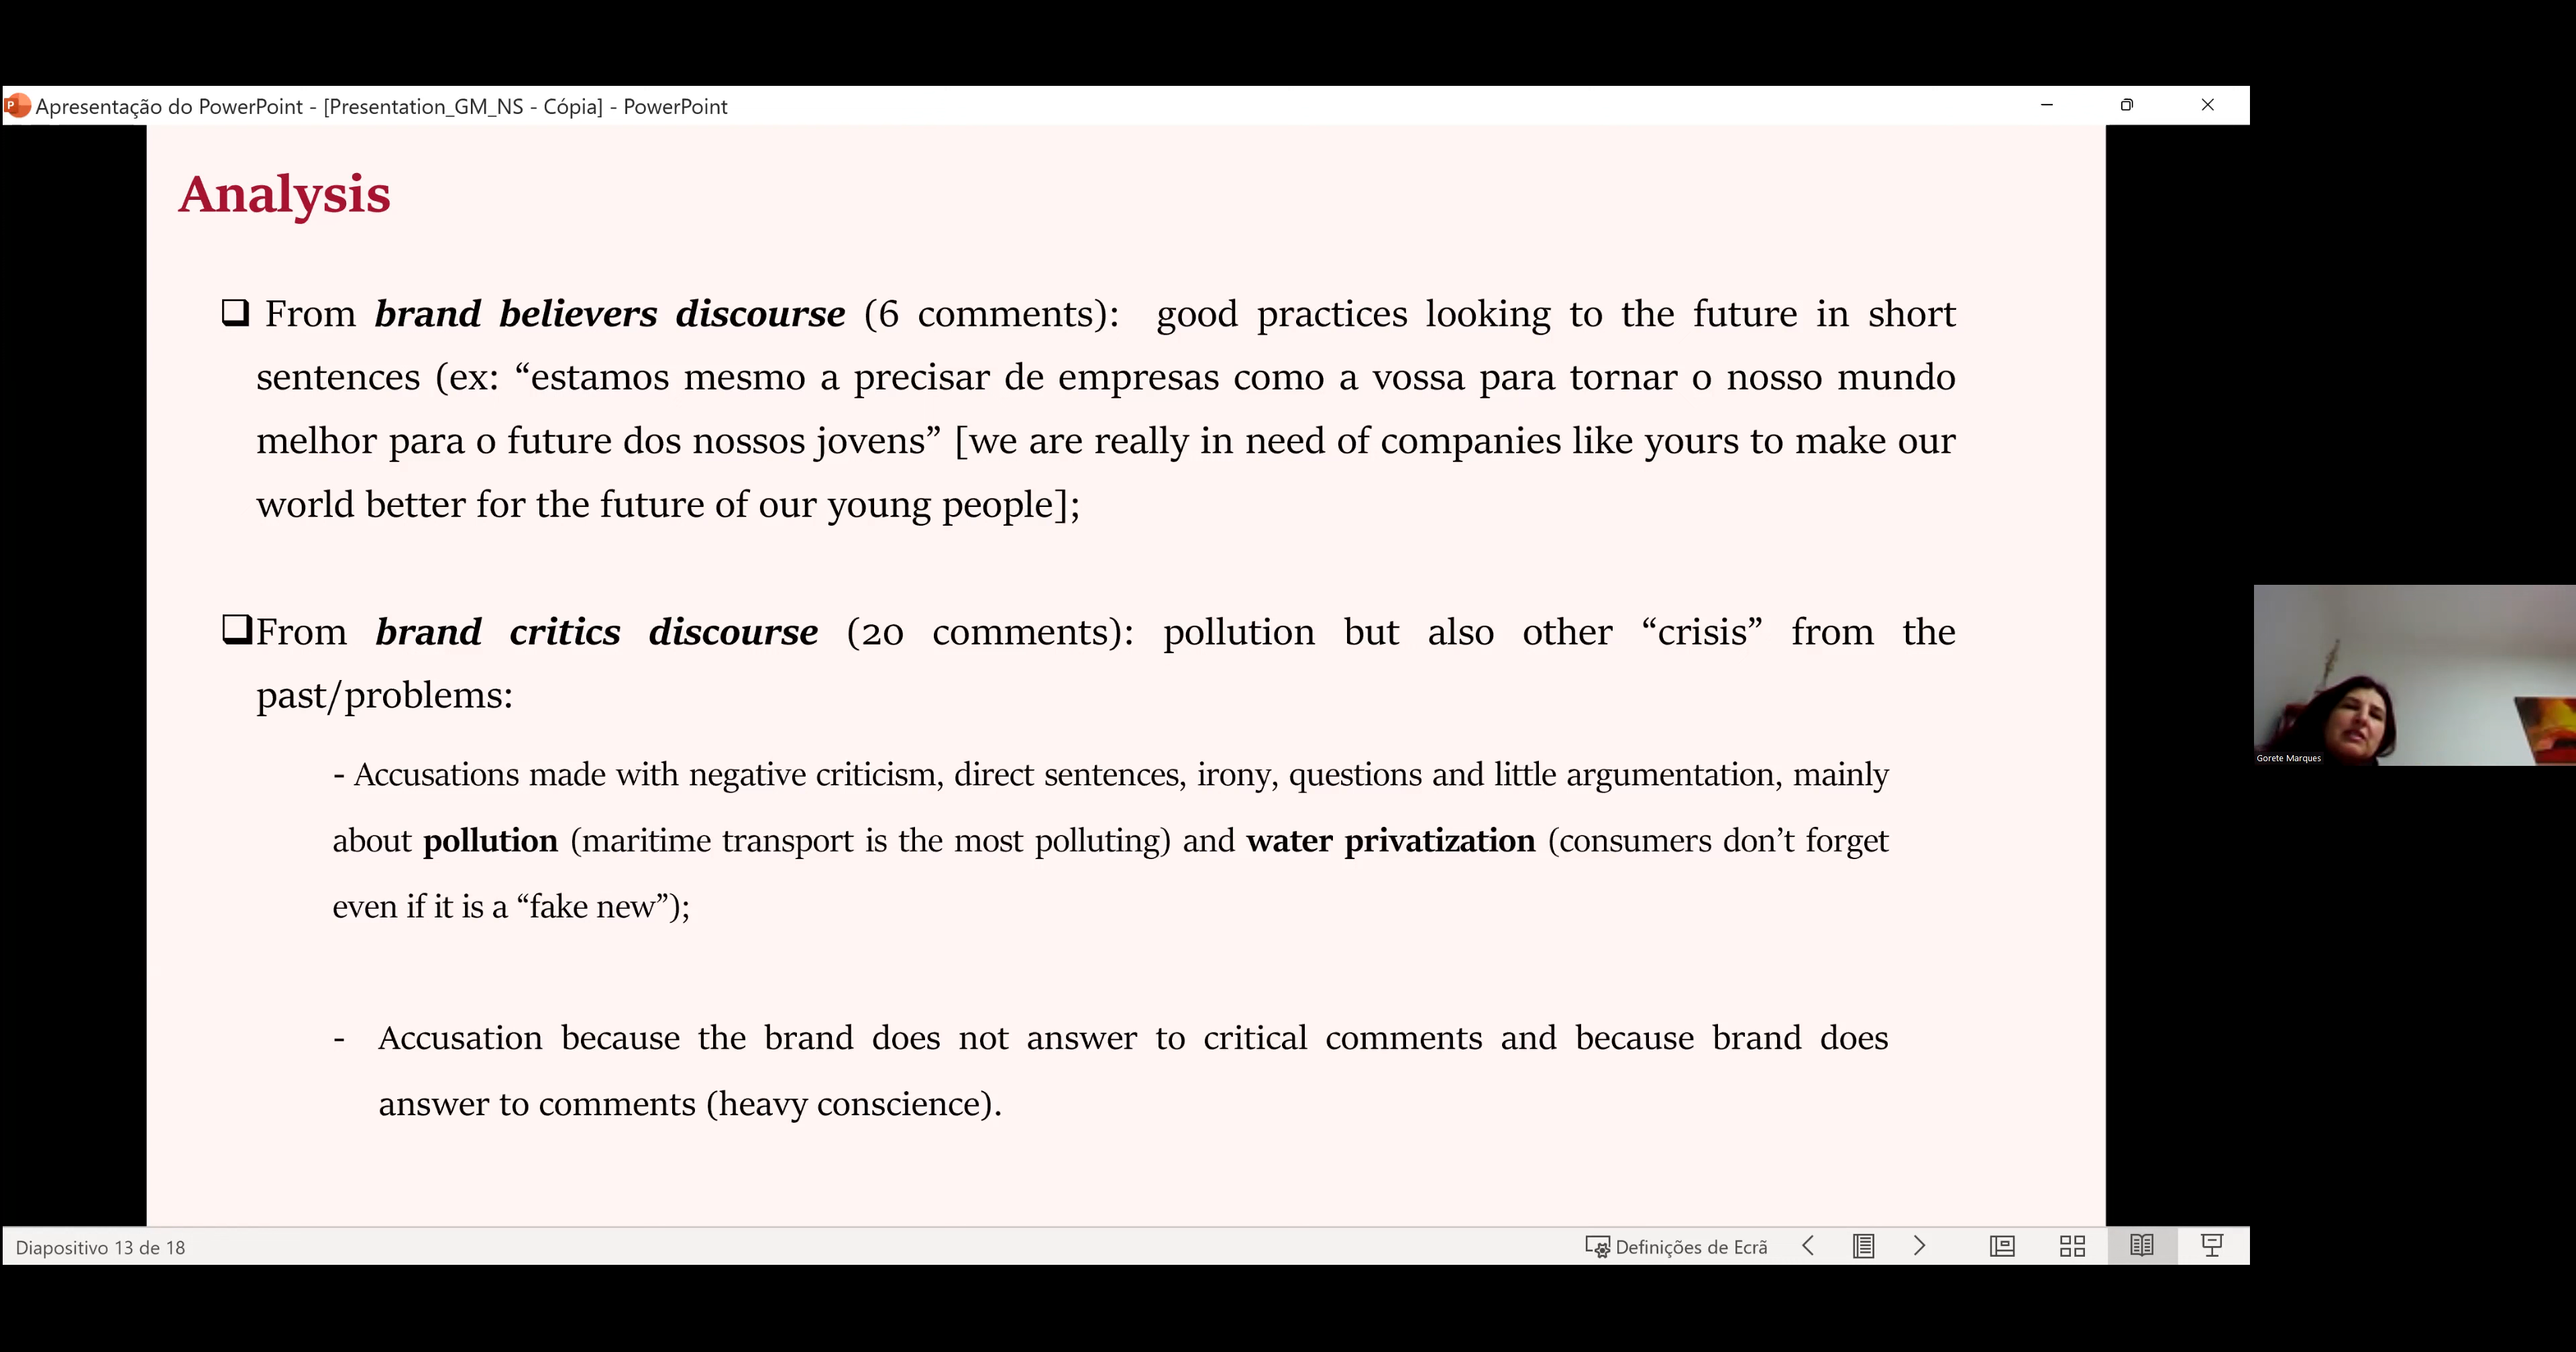 Apresentação do PowerPoint - [Presentation_GM_NS - Cópia] - PowerPoint
Analysis
❑ From brand believers discourse (6 comments): good practices looking to the future in short
sentences (ex: “estamos mesmo a precisar de empresas como a vossa para tornar o nosso mundo
melhor para o future dos nossos jovens” [we are really in need of companies like yours to make our
world better for the future of our young people];
❑From brand critics discourse (20 comments): pollution but also other “crisis” from the
past/problems:
- Accusations made with negative criticism, direct sentences, irony, questions and little argumentation, mainly
about pollution (maritime transport is the most polluting) and water privatization (consumers don’t forget
even if it is a “fake new”);
- Accusation because the brand does not answer to critical comments and because brand does
answer to comments (heavy conscience).
Gorete Marques
Diapositivo 13 de 18
Definições de Ecrã